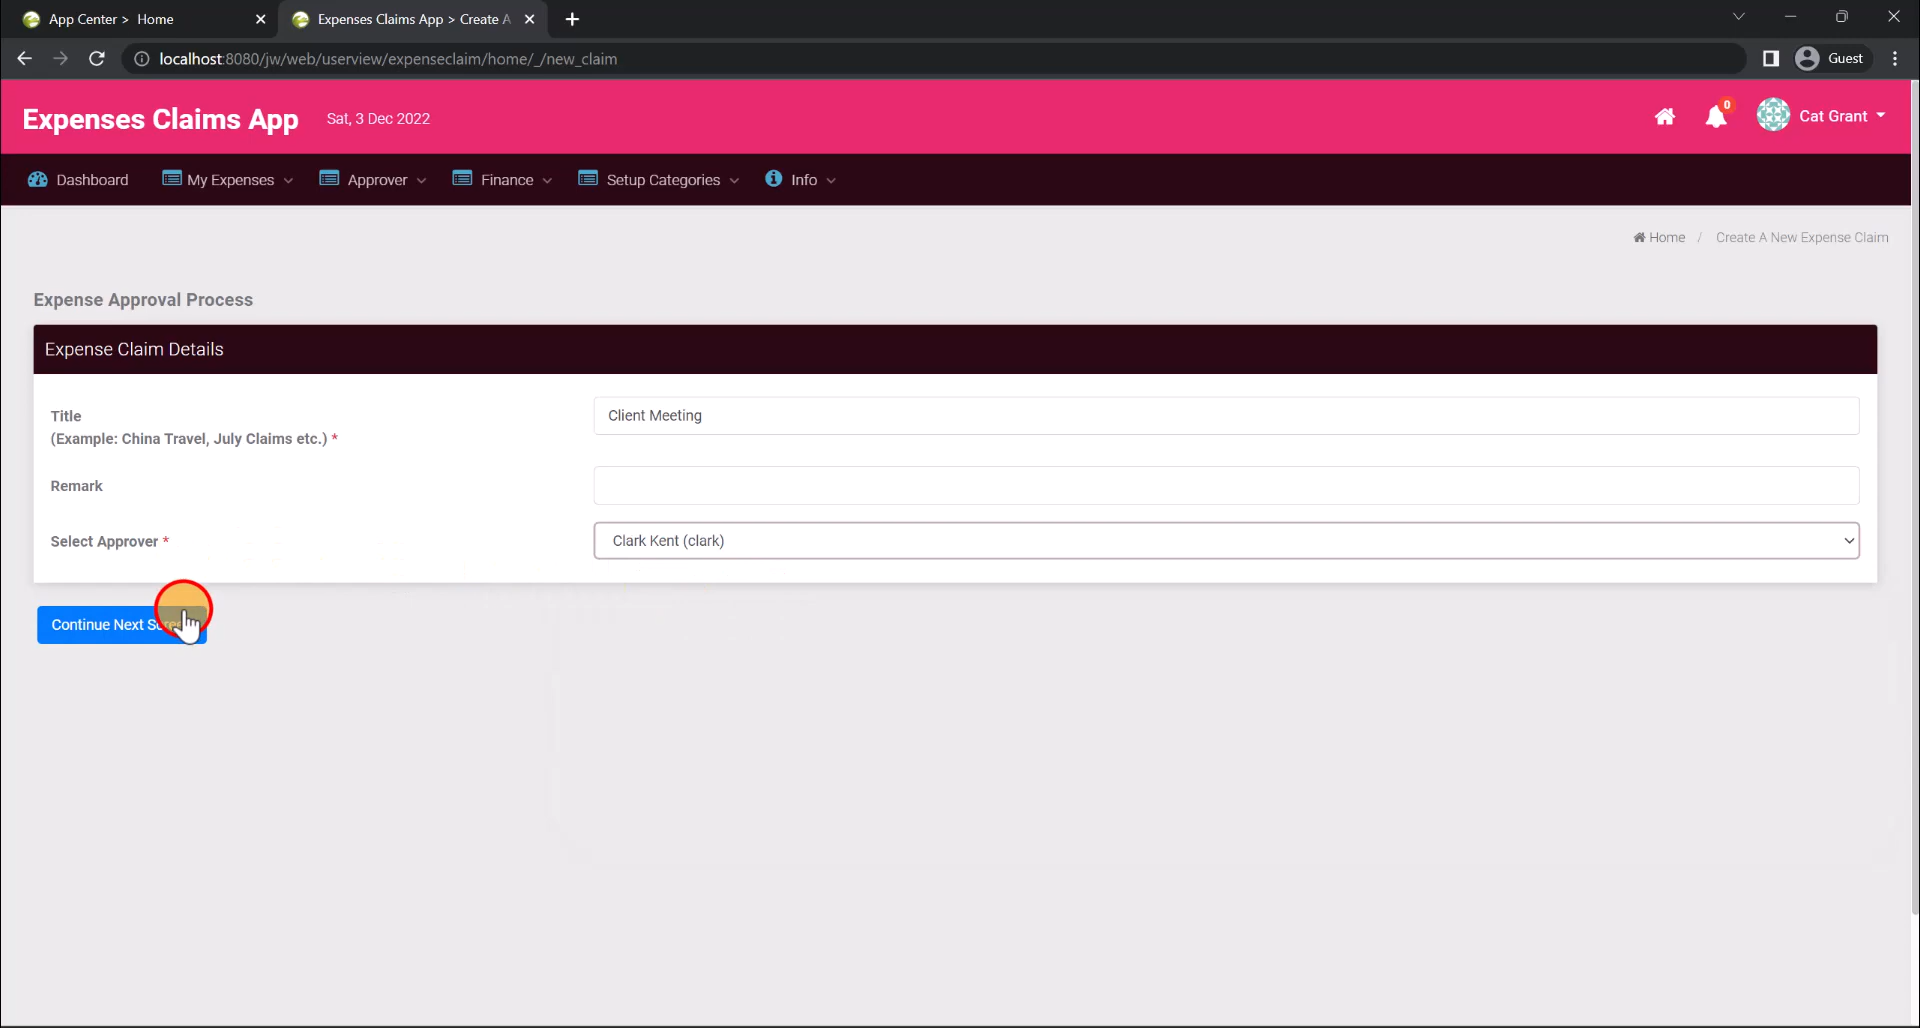 App Center > Home
Expenses Claims App > Create A
localhost:8080/jw/web/userview/expenseclaim/home/_/new_claim
Guest
Expenses Claims App
Sat, 3 Dec 2022
0
Cat Grant
Dashboard
My Expenses
Approver
Finance
Setup Categories
Info
Home / Create A New Expense Claim
Expense Approval Process
Expense Claim Details
Title
(Example: China Travel, July Claims etc.) *
Client Meeting
Remark
Select Approver *
Clark Kent (clark)
Continue Next Screen